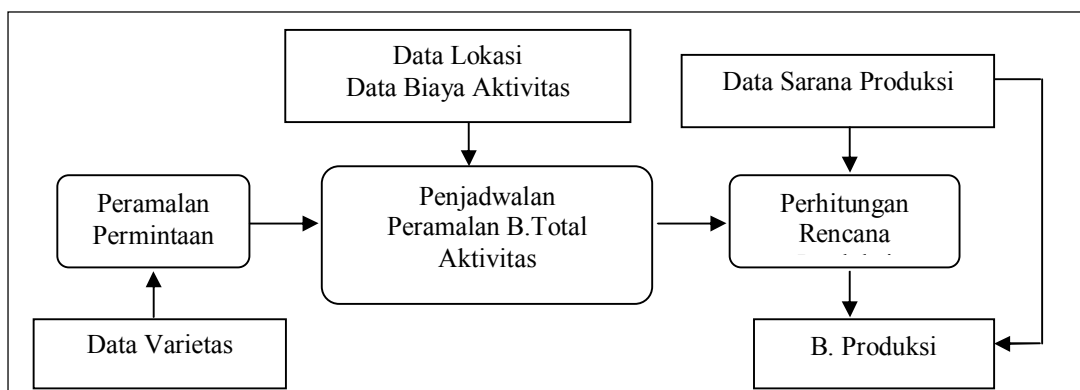 Data Lokasi
Data Biaya Aktivitas
Data Sarana Produksi
Peramalan
Permintaan
Penjadwalan
Peramalan B.Total
Aktivitas
Perhitungan
Rencana
Data Varietas
B. Produksi